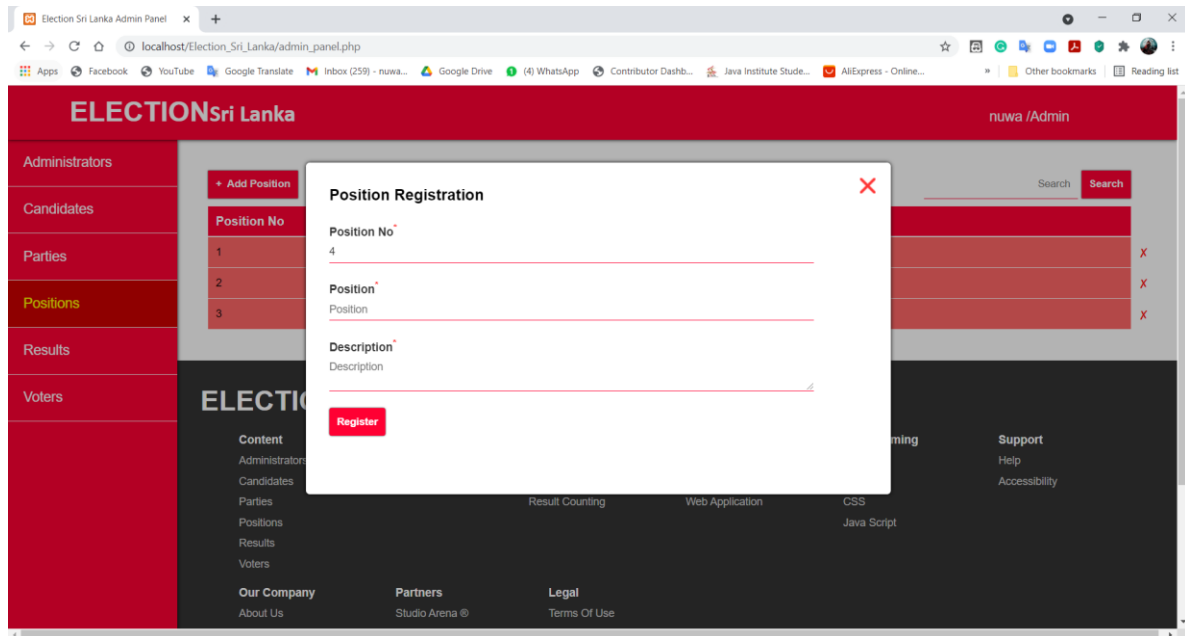 Election Sri Lanka Admin Panel
localhost/Election_Sri_Lanka/admin_panel.php
Apps Facebook YouTube Google Translate Inbox (259) - nuwa... Google Drive (4) WhatsApp Contributor Dashb... Java Institute Stude... AliExpress - Online... » Other bookmarks Reading list
ELECTIONSri Lanka nuwa /Admin
Administrators
Candidates
Parties
Positions
Results
Voters
+ Add Position Search Search
Position No
1 X
2 X
3 X
Position Registration
Position No*
4
Position*
Position
Description*
Description
Register
ELECTI
Content ming Support
Administrators Help
Candidates Accessibility
Parties Result Counting Web Application CSS
Positions Java Script
Results
Voters
Our Company Partners Legal
About Us Studio Arena ® Terms Of Use